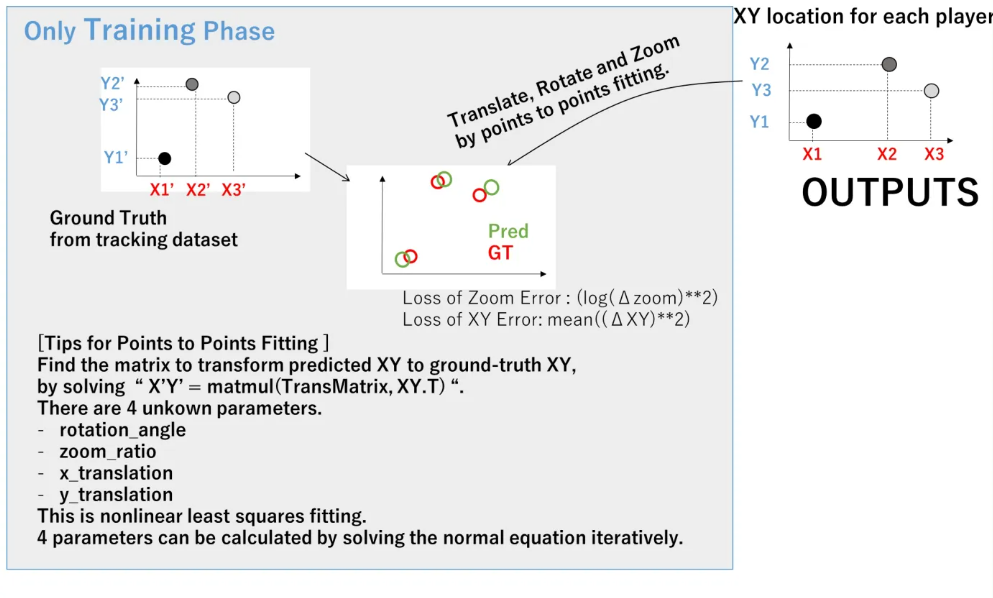 Only Training Phase
XY location for each player
Y2
Y3
Y1
X1
X2
X3
OUTPUTS
Translate, Rotate and Zoom
by points to points fitting.
Y2’
Y3’
Y1’
X1’
X2’
X3’
Ground Truth
from tracking dataset
Pred
GT
Loss of Zoom Error : (log(Δzoom)**2)
Loss of XY Error: mean((ΔXY)**2)
[Tips for Points to Points Fitting ]
Find the matrix to transform predicted XY to ground-truth XY,
by solving “ X’Y’ = matmul(TransMatrix, XY.T) “.
There are 4 unkown parameters.
- rotation_angle
- zoom_ratio
- x_translation
- y_translation
This is nonlinear least squares fitting.
4 parameters can be calculated by solving the normal equation iteratively.